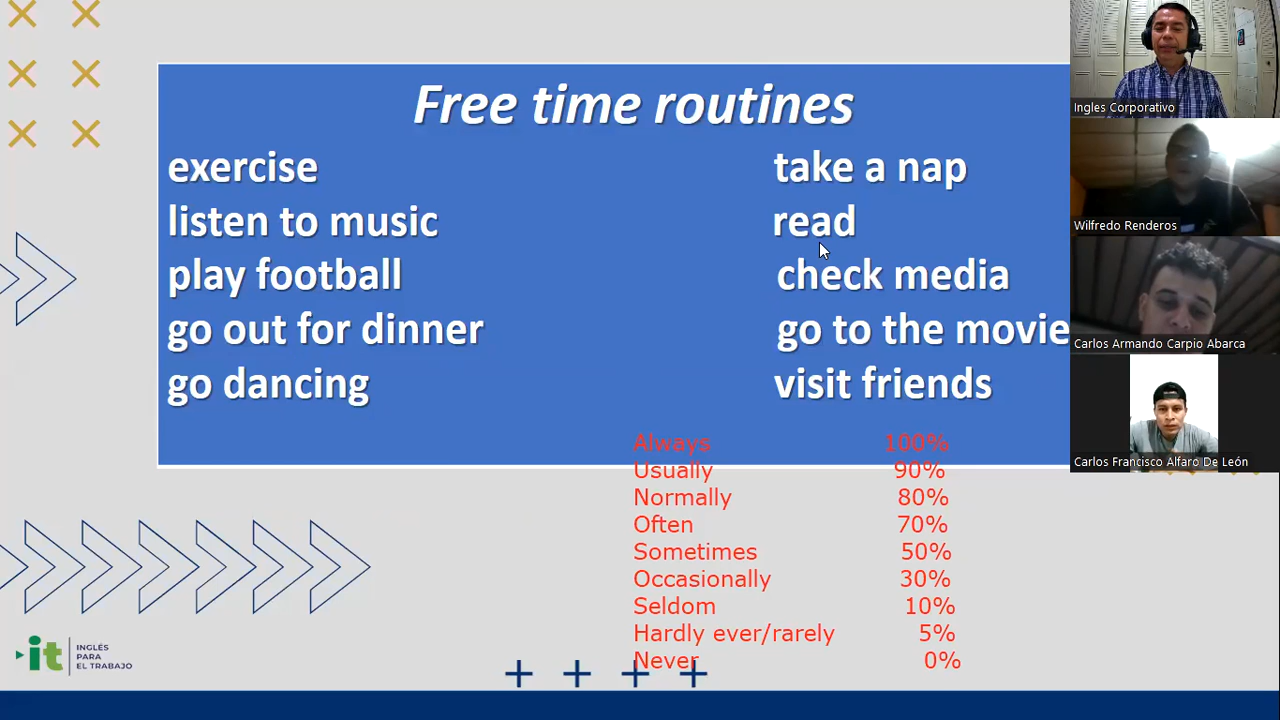 Free time routines
exercise take a nap
listen to music read
play football check media
go out for dinner go to the movie
go dancing visit friends
Always 100%
Usually 90%
Normally 80%
Often 70%
Sometimes 50%
Occasionally 30%
Seldom 10%
Hardly ever/rarely 5%
Never 0%
it INGLÉS
PARA
EL TRABAJO
Ingles Corporativo
Wilfredo Renderos
Carlos Armando Carpio Abarca
Carlos Francisco Alfaro De León